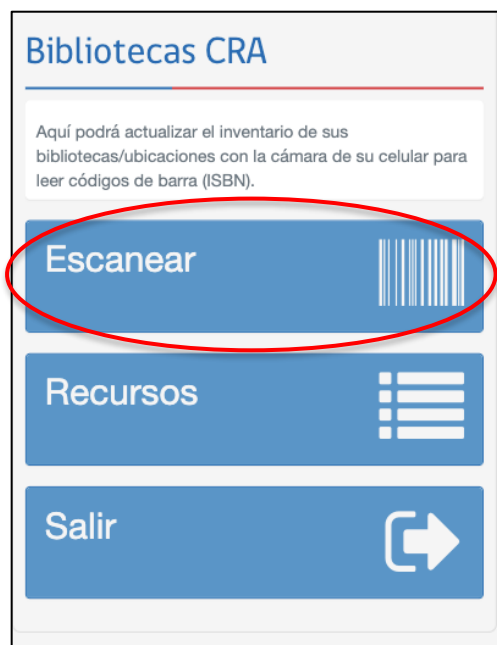 Bibliotecas CRA
Aquí podrá actualizar el inventario de sus
bibliotecas/ubicaciones con la cámara de su celular para
leer códigos de barra (ISBN).
Escanear
Recursos
Salir